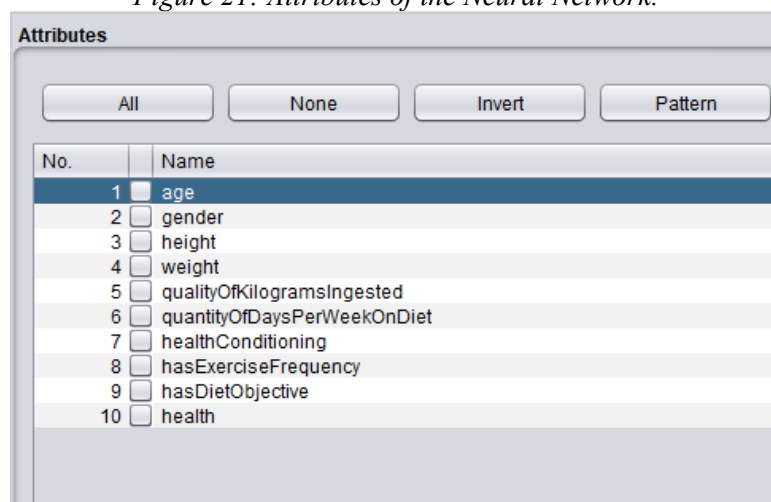 Figure 21: Attributes of the Neural Network.
Attributes
All None Invert Pattern
No. Name
1 age
2 gender
3 height
4 weight
5 qualityOfKilogramsIngested
6 quantityOfDaysPerWeekOnDiet
7 healthConditioning
8 hasExerciseFrequency
9 hasDietObjective
10 health